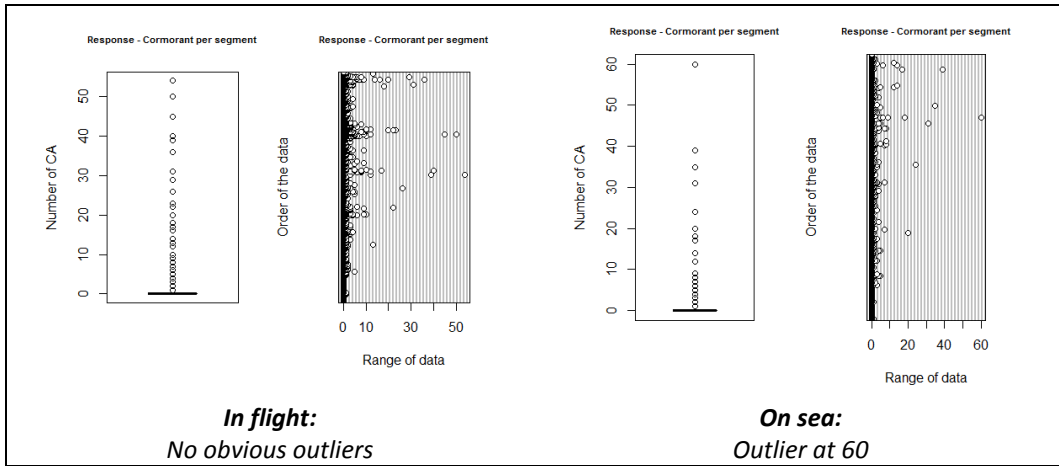 Response - Cormorant per segment
Number of CA
0 10 20 30 40 50
Response - Cormorant per segment
Order of the data
0 10 30 50
Range of data
In flight:
No obvious outliers
Response - Cormorant per segment
Number of CA
0 10 20 30 40 50 60
Response - Cormorant per segment
Order of the data
0 20 40 60
Range of data
On sea:
Outlier at 60